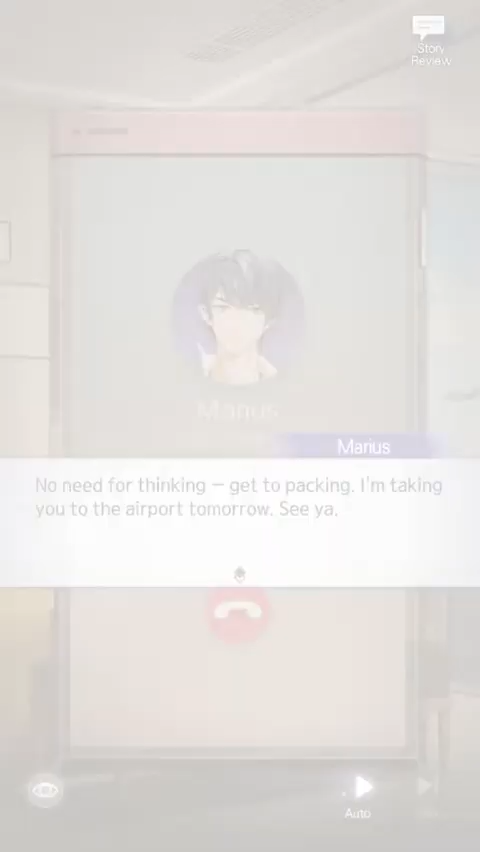 Story
Review
Marius
Marius
No need for thinking — get to packing. I'm taking
you to the airport tomorrow. See ya.
Auto